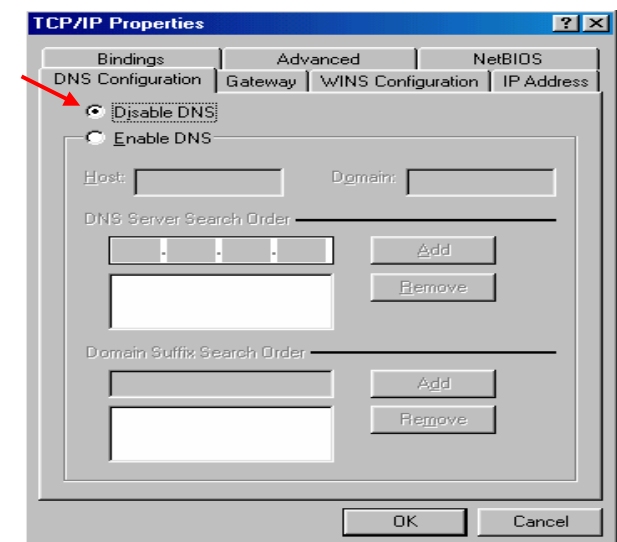 TCP/IP Properties
Bindings Advanced NetBIOS
DNS Configuration Gateway WINS Configuration IP Address
Disable DNS
Enable DNS
Host: Domain:
DNS Server Search Order
. . . Add
Remove
Domain Suffix Search Order
Add
Remove
OK Cancel